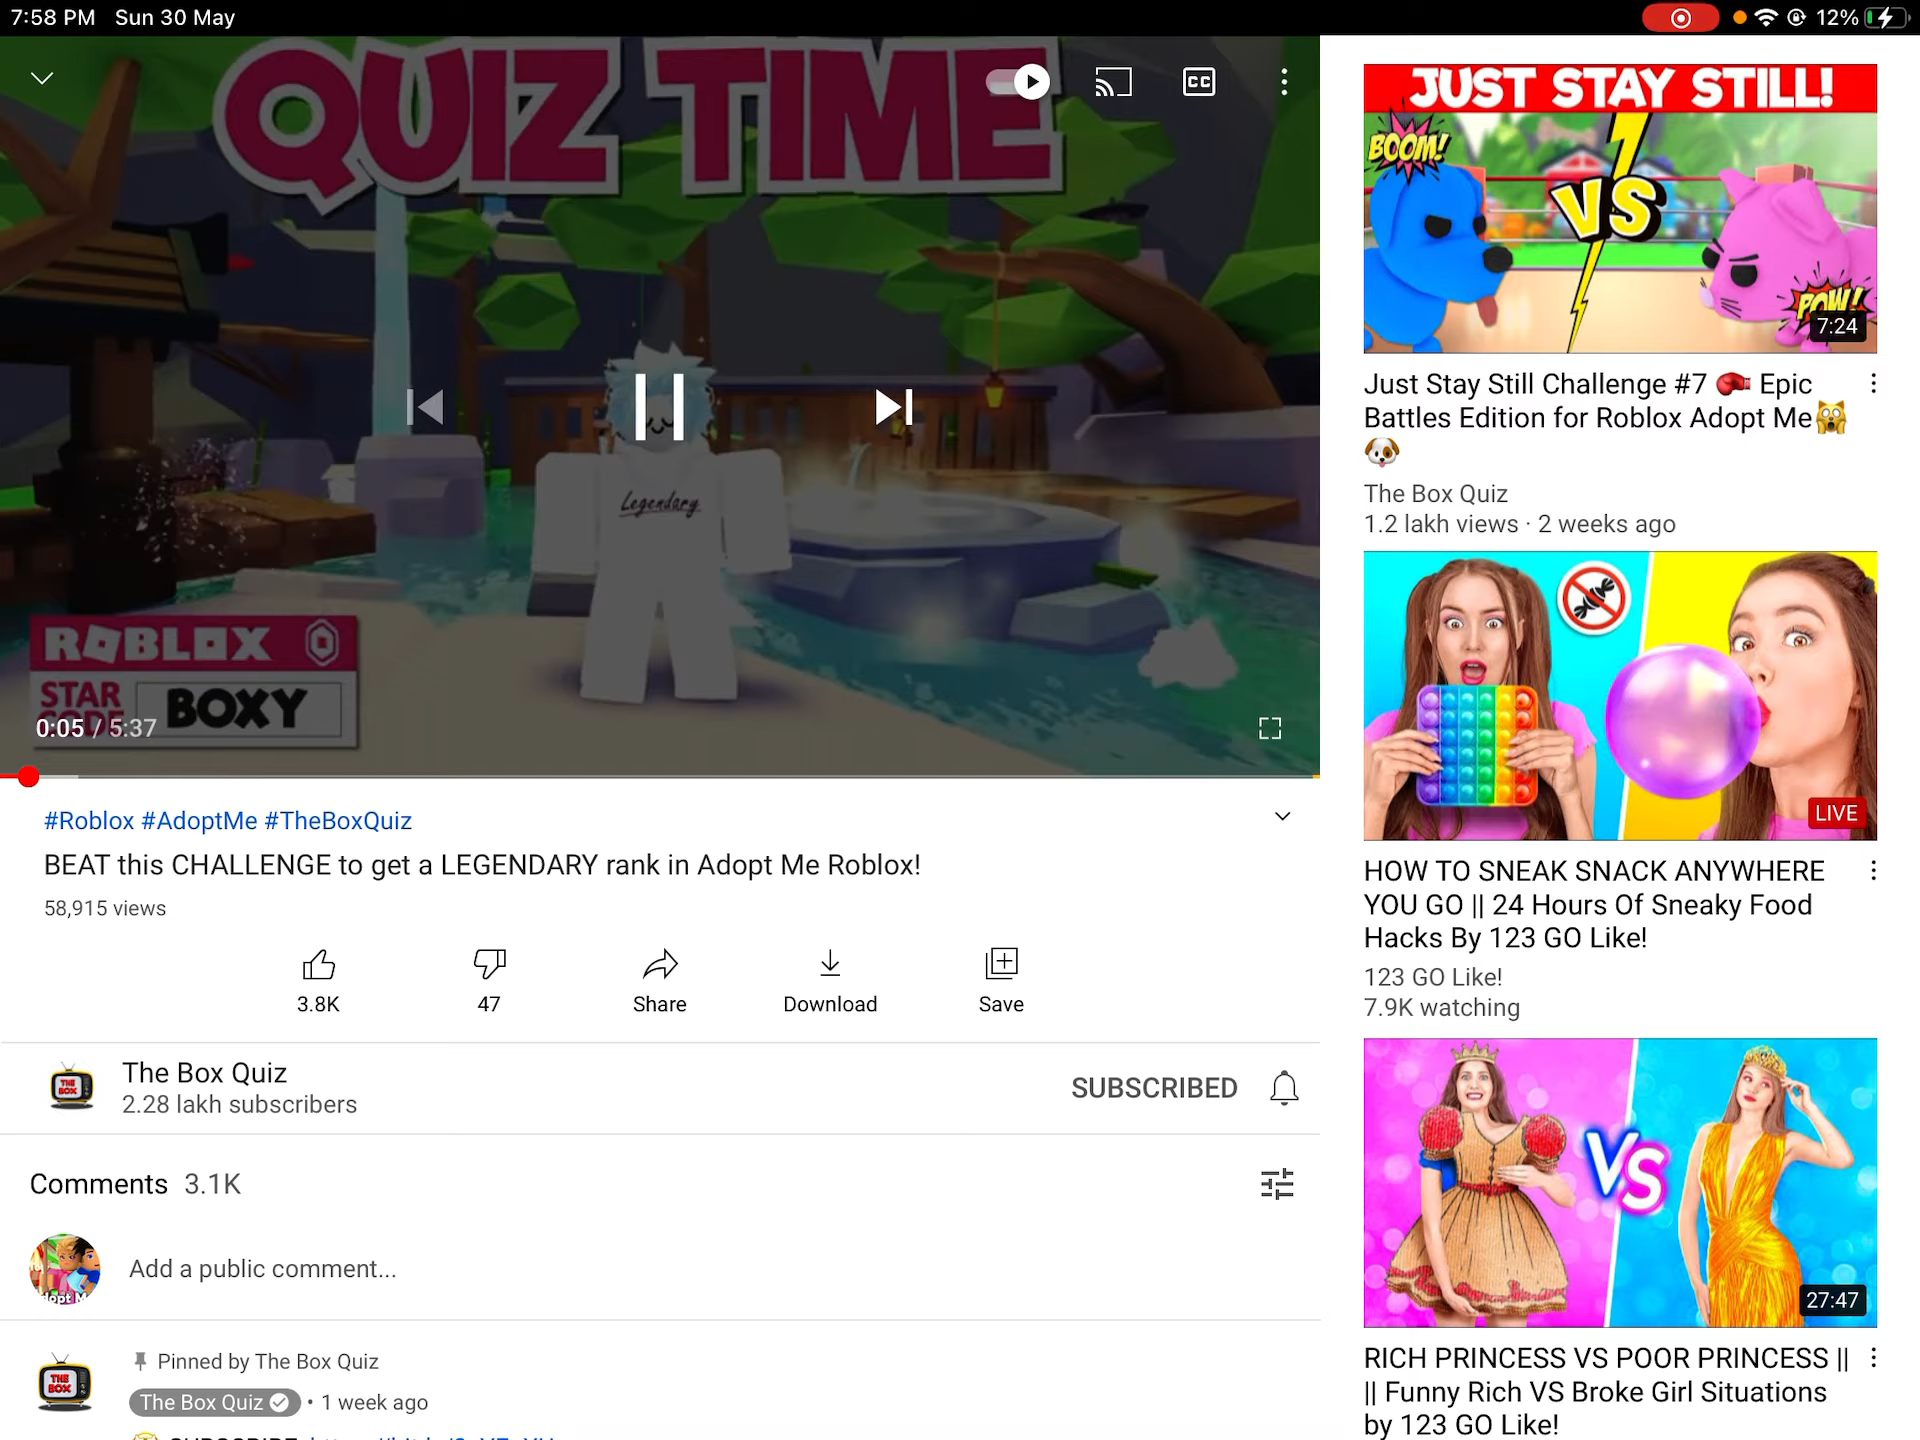 7:58 PM Sun 30 May
12%
QUIZ TIME
CC
Legendary
ROBLOX
STAR
BOXY
0:05 / 5:37
#Roblox #AdoptMe #TheBoxQuiz
BEAT this CHALLENGE to get a LEGENDARY rank in Adopt Me Roblox!
58,915 views
3.8K
47
Share
Download
Save
THE BOX
The Box Quiz
2.28 lakh subscribers
SUBSCRIBED
Comments 3.1K
Add a public comment...
Pinned by The Box Quiz
THE BOX
The Box Quiz • 1 week ago
JUST STAY STILL!
BOOM!
VS
POW!
7:24
Just Stay Still Challenge #7 🥊 Epic
Battles Edition for Roblox Adopt Me🙀
🐶
The Box Quiz
1.2 lakh views · 2 weeks ago
LIVE
HOW TO SNEAK SNACK ANYWHERE
YOU GO || 24 Hours Of Sneaky Food
Hacks By 123 GO Like!
123 GO Like!
7.9K watching
VS
27:47
RICH PRINCESS VS POOR PRINCESS ||
|| Funny Rich VS Broke Girl Situations
by 123 GO Like!